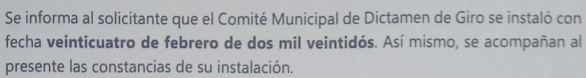 Se informa al solicitante que el Comité Municipal de Dictamen de Giro se instaló con
fecha veinticuatro de febrero de dos mil veintidós. Así mismo, se acompañan al
presente las constancias de su instalación.